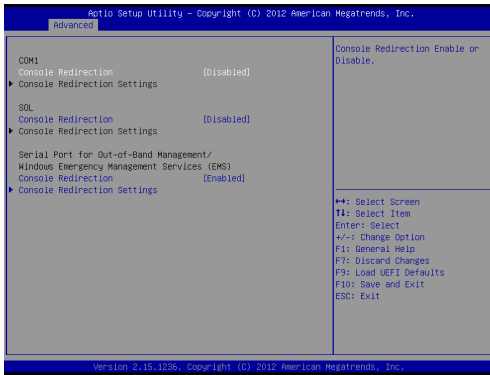 Aptio Setup Utility – Copyright (C) 2012 American Megatrends, Inc.
Advanced
COM1
Console Redirection [Disabled]
Console Redirection Settings
SOL
Console Redirection [Disabled]
Console Redirection Settings
Serial Port for Out-of-Band Management/
Windows Emergency Management Services (EMS)
Console Redirection [Enabled]
Console Redirection Settings
Console Redirection Enable or
Disable.
↔: Select Screen
↑↓: Select Item
Enter: Select
+/-: Change Option
F1: General Help
F7: Discard Changes
F9: Load UEFI Defaults
F10: Save and Exit
ESC: Exit
Version 2.15.1236. Copyright (C) 2012 American Megatrends, Inc.